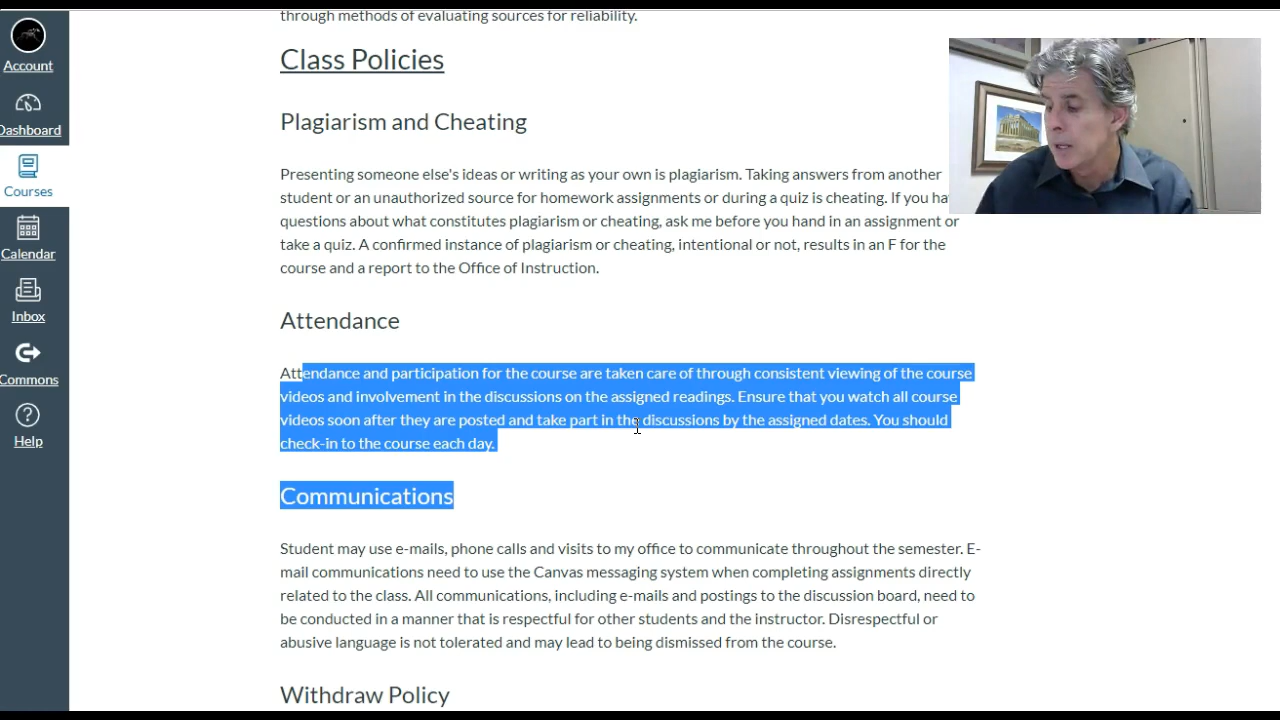 through methods of evaluating sources for reliability.
Class Policies
Account
Plagiarism and Cheating
Dashboard
Presenting someone else's ideas or writing as your own is plagiarism. Taking answers from another
student or an unauthorized source for homework assignments or during a quiz is cheating. If you ha
Courses
questions about what constitutes plagiarism or cheating, ask me before you hand in an assignment or
take a quiz. A confirmed instance of plagiarism or cheating, intentional or not, results in an F for the
Calendar
course and a report to the Office of Instruction.
Inbox
Attendance
Attendance and participation for the course are taken care of through consistent viewing of the course
Commons
videos and involvement in the discussions on the assigned readings. Ensure that you watch all course
videos soon after they are posted and take part in the discussions by the assigned dates. You should
Help
check-in to the course each day.
Communications
Student may use e-mails, phone calls and visits to my office to communicate throughout the semester. E-
mail communications need to use the Canvas messaging system when completing assignments directly
related to the class. All communications, including e-mails and postings to the discussion board, need to
be conducted in a manner that is respectful for other students and the instructor. Disrespectful or
abusive language is not tolerated and may lead to being dismissed from the course.
Withdraw Policy